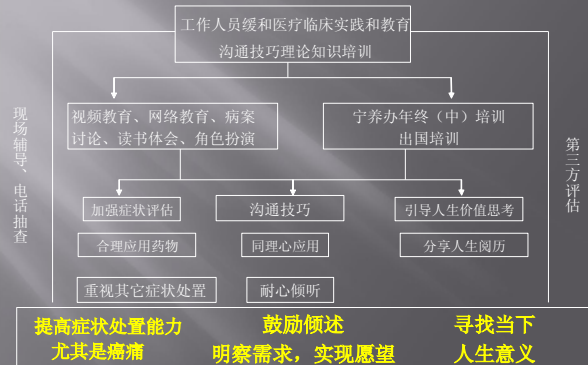 工作人员缓和医疗临床实践和教育
沟通技巧理论知识培训
视频教育、网络教育、病案
讨论、读书体会、角色扮演
宁养办年终（中）培训
出国培训
现场辅导、电话抽查
第三方评估
加强症状评估
沟通技巧
引导人生价值思考
合理应用药物
同理心应用
分享人生阅历
重视其它症状处置
耐心倾听
提高症状处置能力
尤其是癌痛
鼓励倾述
明察需求，实现愿望
寻找当下
人生意义